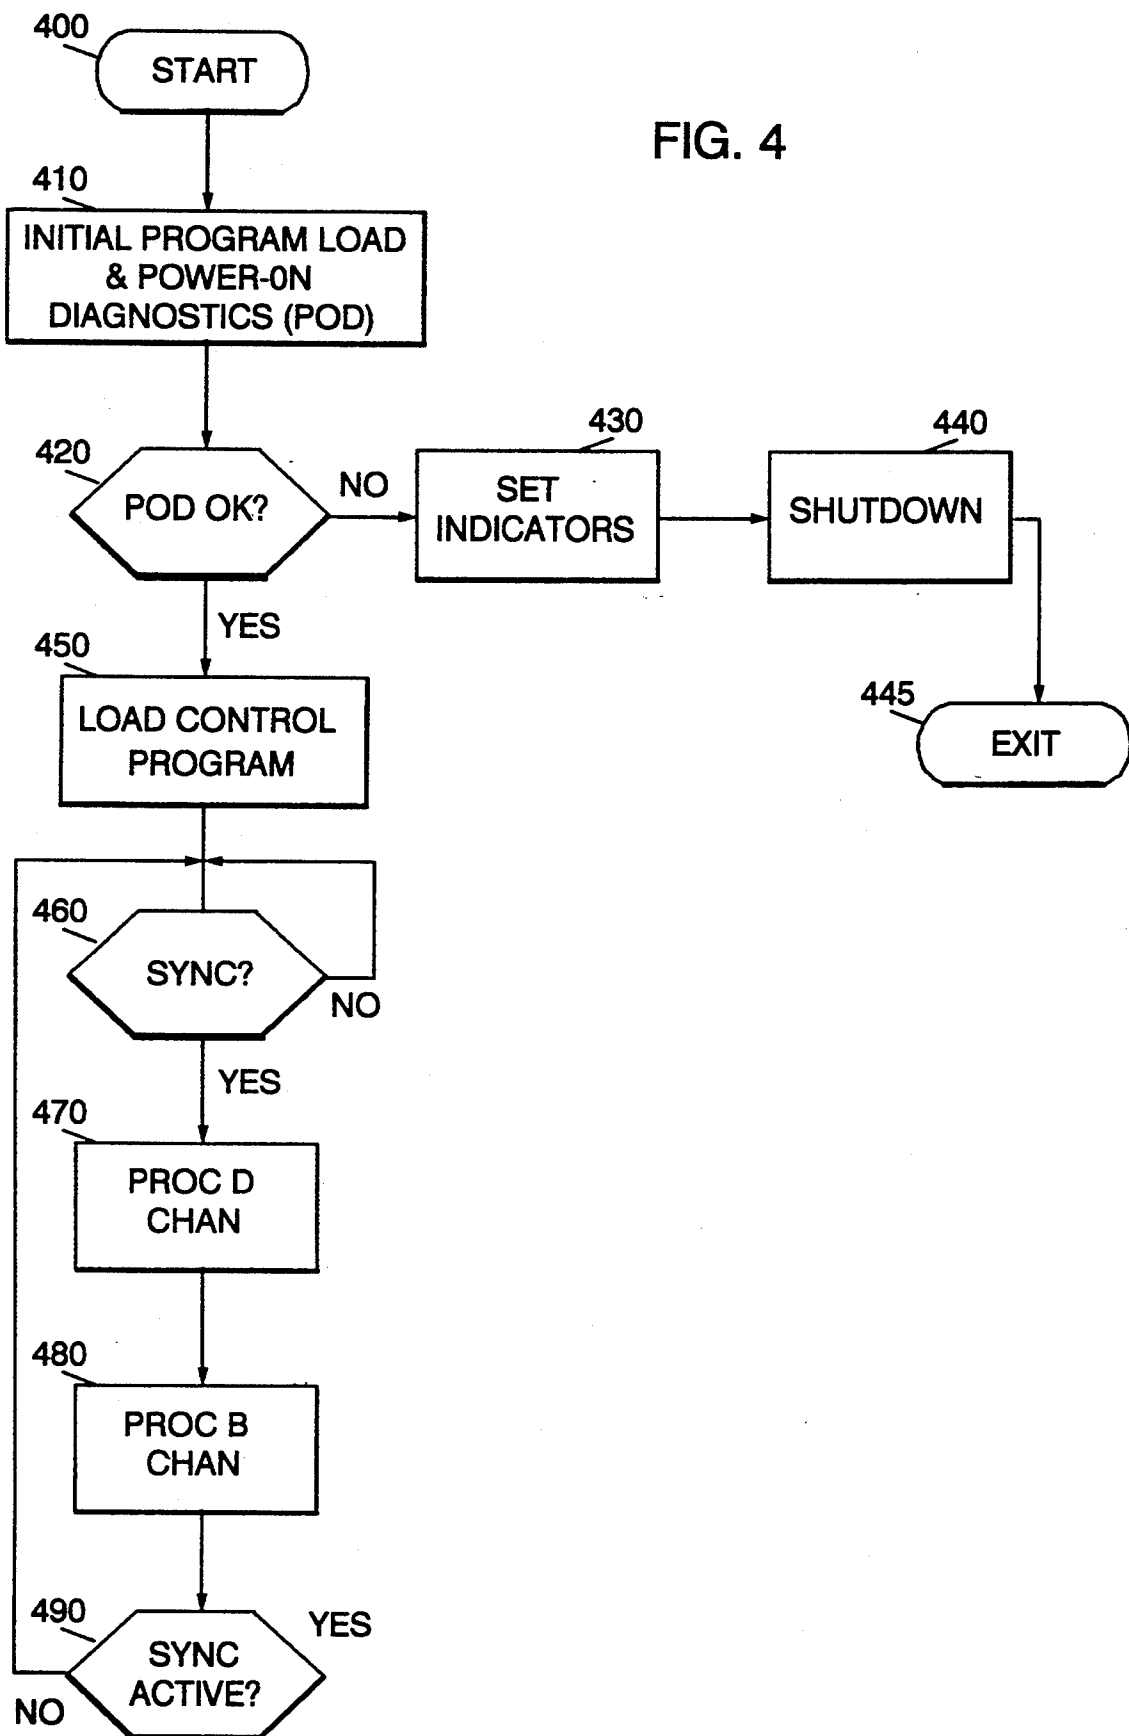 400
START
FIG. 4
410
INITIAL PROGRAM LOAD
& POWER-0N
DIAGNOSTICS (POD)
420
POD OK?
NO
430
SET
INDICATORS
440
SHUTDOWN
YES
445
EXIT
450
LOAD CONTROL
PROGRAM
460
SYNC?
NO
YES
470
PROC D
CHAN
480
PROC B
CHAN
490
YES
SYNC
ACTIVE?
NO